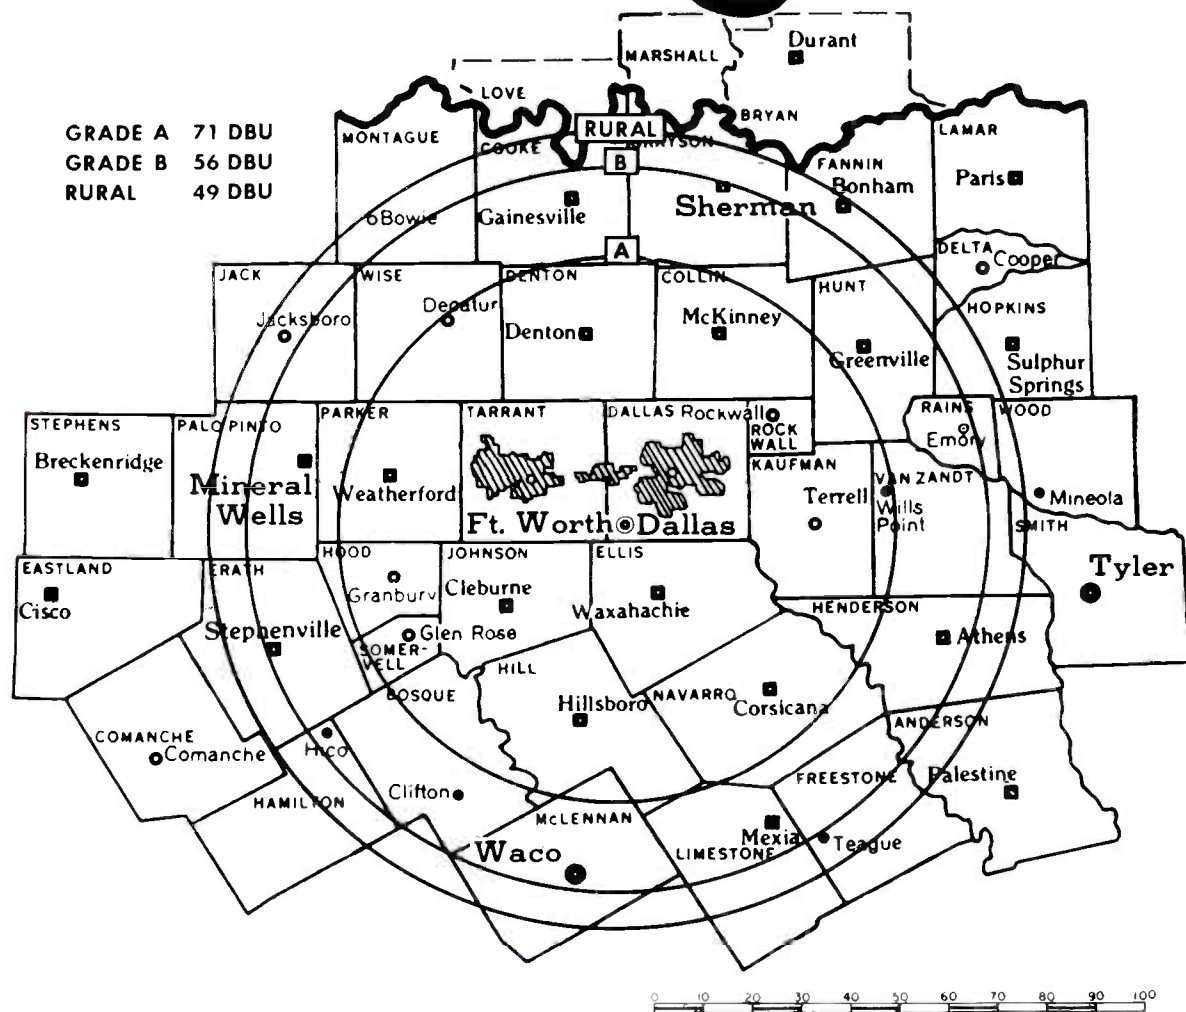 Durant
MARSHALL
LOVE
BRYAN
GRADE A 71 DBU
GRADE B 56 DBU
RURAL 49 DBU
RURAL
MONTAGUE
COOKE
GRAYSON
LAMAR
B
FANNIN
Bonham
Paris
Bowie
Gainesville
Sherman
A
DELTA
Cooper
JACK
WISE
DENTON
COLLIN
HUNT
HOPKINS
Jacksboro
Decatur
Denton
McKinney
Greenville
Sulphur
Springs
STEPHENS
PALO PINTO
PARKER
TARRANT
DALLAS
Rockwall
ROCK
WALL
RAINS
WOOD
Emory
Breckenridge
Mineral
Wells
Weatherford
KAUFMAN
VAN ZANDT
Terrell
Wills
Point
Mineola
Ft. Worth
Dallas
SMITH
EASTLAND
ERATH
HOOD
JOHNSON
ELLIS
Tyler
Cisco
Granbury
Cleburne
Waxahachie
HENDERSON
Stephenville
Glen Rose
Athens
SOMER-
VELL
HILL
BOSQUE
Hillsboro
NAVARRO
Corsicana
COMANCHE
Comanche
Hico
ANDERSON
HAMILTON
Clifton
FREESTONE
Palestine
McLENNAN
Mexia
Teague
Waco
LIMESTONE
0 10 20 30 40 50 60 70 80 90 100